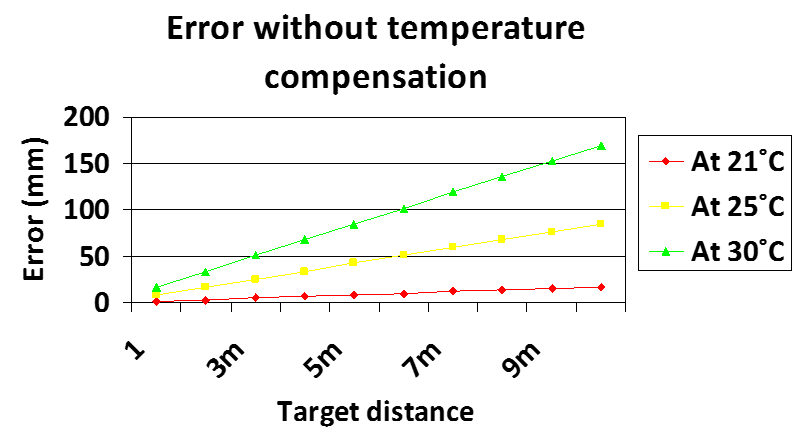 Error without temperature
compensation
200
150
100
50
0
Error (mm)
1
3m
5m
7m
9m
Target distance
At 21˚C
At 25˚C
At 30˚C